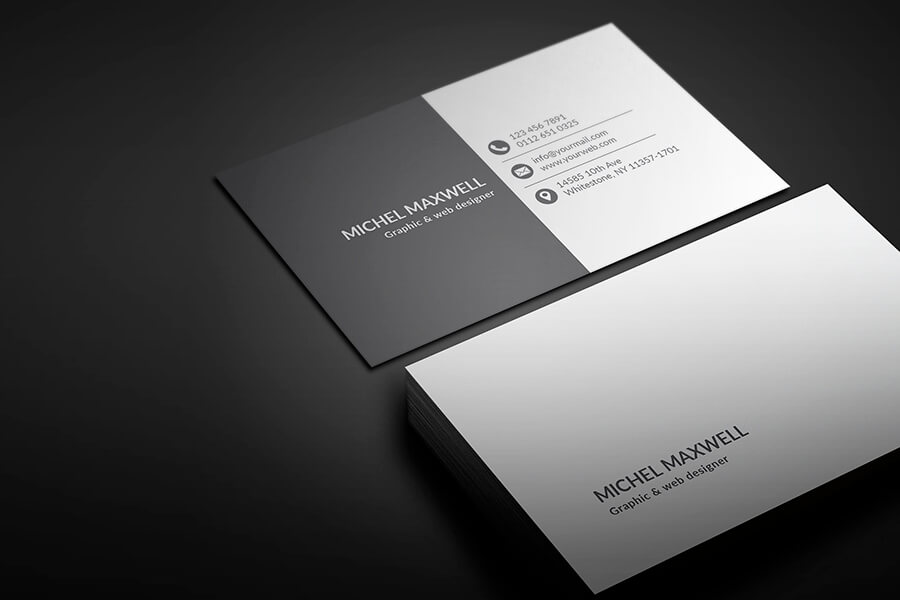 MICHEL MAXWELL
Graphic & web designer
123 456 7891
0112 651 0325
info@yourmail.com
www.yourweb.com
14585 10th Ave
Whitestone, NY 11357-1701
MICHEL MAXWELL
Graphic & web designer